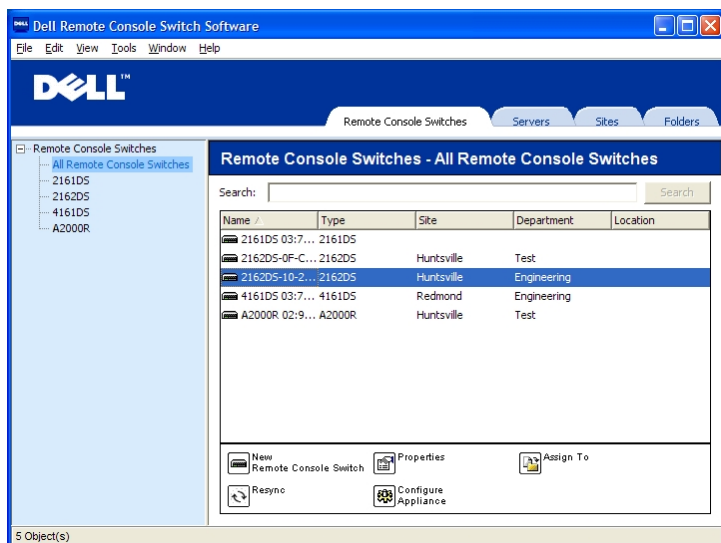 Dell Remote Console Switch Software
File Edit View Tools Window Help
DELL™
Remote Console Switches Servers Sites Folders
Remote Console Switches
All Remote Console Switches
2161DS
2162DS
4161DS
A2000R
Remote Console Switches - All Remote Console Switches
Search: Search
Name Type Site Department Location
2161DS 03:7... 2161DS
2162DS-0F-C... 2162DS Huntsville Test
2162DS-10-2... 2162DS Huntsville Engineering
4161DS 03:7... 4161DS Redmond Engineering
A2000R 02:9... A2000R Huntsville Test
New Remote Console Switch
Properties
Assign To
Resync
Configure Appliance
5 Object(s)